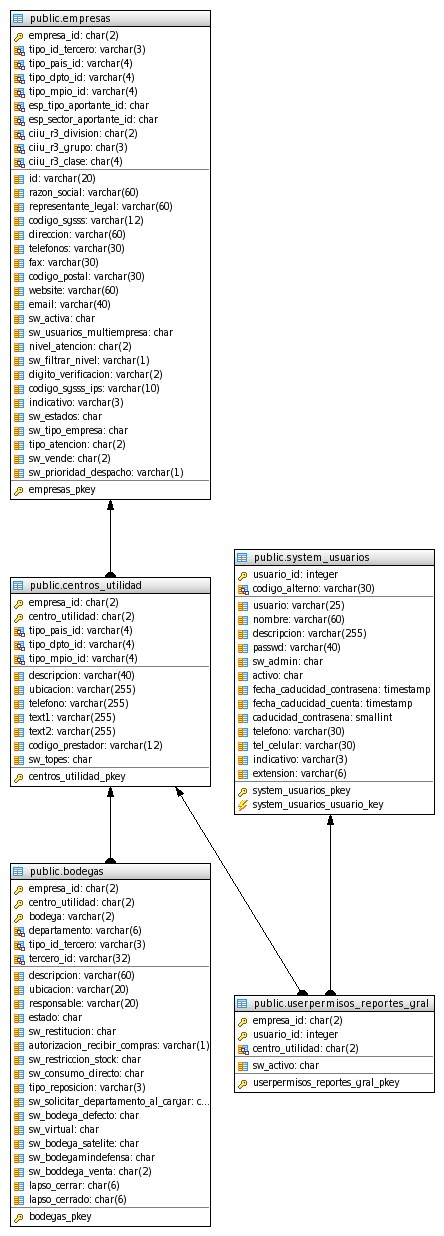 public.empresas
empresa_id: char(2)
tipo_id_tercero: varchar(3)
tipo_pais_id: varchar(4)
tipo_dpto_id: varchar(4)
tipo_mpio_id: varchar(4)
esp_tipo_aportante_id: char
esp_sector_aportante_id: char
ciiu_r3_division: char(2)
ciiu_r3_grupo: char(3)
ciiu_r3_clase: char(4)
id: varchar(20)
razon_social: varchar(60)
representante_legal: varchar(60)
codigo_sgsss: varchar(12)
direccion: varchar(60)
telefonos: varchar(30)
fax: varchar(30)
codigo_postal: varchar(30)
website: varchar(60)
email: varchar(40)
sw_activa: char
sw_usuarios_multiempresa: char
nivel_atencion: char(2)
sw_filtrar_nivel: varchar(1)
digito_verificacion: varchar(2)
codigo_sgsss_ips: varchar(10)
indicativo: varchar(3)
sw_estados: char
sw_tipo_empresa: char
tipo_atencion: char(2)
sw_vende: char(2)
sw_prioridad_despacho: varchar(1)
empresas_pkey
public.centros_utilidad
empresa_id: char(2)
centro_utilidad: char(2)
tipo_pais_id: varchar(4)
tipo_dpto_id: varchar(4)
tipo_mpio_id: varchar(4)
descripcion: varchar(40)
ubicacion: varchar(255)
telefono: varchar(255)
text1: varchar(255)
text2: varchar(255)
codigo_prestador: varchar(12)
sw_topes: char
centros_utilidad_pkey
public.system_usuarios
usuario_id: integer
codigo_alterno: varchar(30)
usuario: varchar(25)
nombre: varchar(60)
descripcion: varchar(255)
passwd: varchar(40)
sw_admin: char
activo: char
fecha_caducidad_contrasena: timestamp
fecha_caducidad_cuenta: timestamp
caducidad_contrasena: smallint
telefono: varchar(30)
tel_celular: varchar(30)
indicativo: varchar(3)
extension: varchar(6)
system_usuarios_pkey
system_usuarios_usuario_key
public.bodegas
empresa_id: char(2)
centro_utilidad: char(2)
bodega: varchar(2)
departamento: varchar(6)
tipo_id_tercero: varchar(3)
tercero_id: varchar(32)
descripcion: varchar(60)
ubicacion: varchar(20)
responsable: varchar(20)
estado: char
sw_restitucion: char
autorizacion_recibir_compras: varchar(1)
sw_restriccion_stock: char
sw_consumo_directo: char
tipo_reposicion: varchar(3)
sw_solicitar_departamento_al_cargar: c...
sw_bodega_defecto: char
sw_virtual: char
sw_bodega_satelite: char
sw_bodegamindefensa: char
sw_boddega_venta: char(2)
lapso_cerrar: char(6)
lapso_cerrado: char(6)
bodegas_pkey
public.userpermisos_reportes_gral
empresa_id: char(2)
usuario_id: integer
centro_utilidad: char(2)
sw_activo: char
userpermisos_reportes_gral_pkey